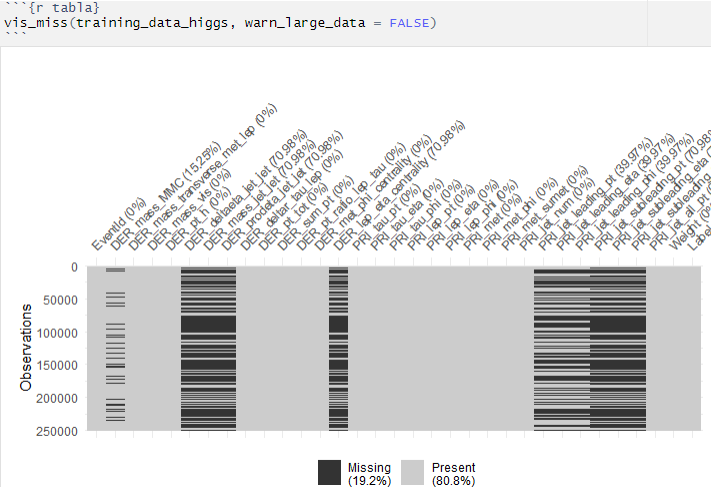 ```{r tabla}
vis_miss(training_data_higgs, warn_large_data = FALSE)
```
EventId (0%)
DER_mass_MMC (15.25%)
DER_mass_transverse_met_lep (0%)
DER_mass_vis (0%)
DER_pt_h (0%)
DER_deltaeta_jet_jet (70.98%)
DER_mass_jet_jet (70.98%)
DER_prodeta_jet_jet (70.98%)
DER_deltar_tau_lep (0%)
DER_pt_tot (0%)
DER_sum_pt (0%)
DER_pt_ratio_lep_tau (0%)
DER_met_phi_centrality (0%)
DER_lep_eta_centrality (70.98%)
PRI_tau_pt (0%)
PRI_tau_eta (0%)
PRI_tau_phi (0%)
PRI_lep_pt (0%)
PRI_lep_eta (0%)
PRI_lep_phi (0%)
PRI_met (0%)
PRI_met_phi (0%)
PRI_met_sumet (0%)
PRI_jet_num (0%)
PRI_jet_leading_pt (39.97%)
PRI_jet_leading_eta (39.97%)
PRI_jet_leading_phi (39.97%)
PRI_jet_subleading_pt (70.98%
PRI_jet_subleading_eta (7
PRI_jet_subleading
PRI_jet_all_pt (0%
Weight (0%)
Label
0
50000
100000
150000
200000
250000
Observations
Missing
(19.2%)
Present
(80.8%)